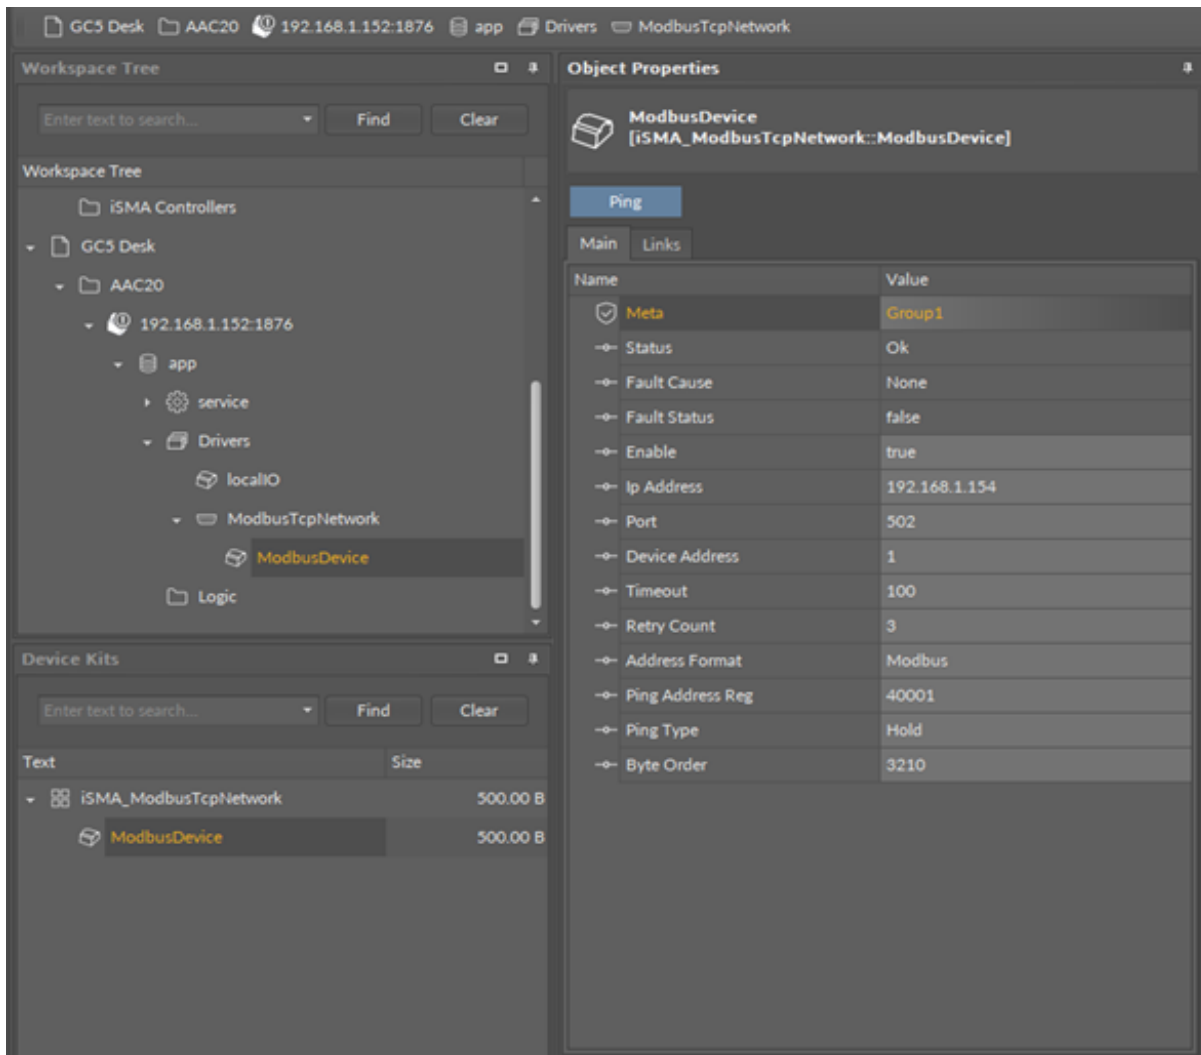 GC5 Desk AAC20 192.168.1.152:1876 app Drivers ModbusTcpNetwork
Workspace Tree
Enter text to search... Find Clear
Workspace Tree
iSMA Controllers
GC5 Desk
AAC20
192.168.1.152:1876
app
service
Drivers
localIO
ModbusTcpNetwork
ModbusDevice
Logic
Device Kits
Enter text to search... Find Clear
Text Size
iSMA_ModbusTcpNetwork 500.00 B
ModbusDevice 500.00 B
Object Properties
ModbusDevice
[iSMA_ModbusTcpNetwork::ModbusDevice]
Ping
Main Links
Name Value
Meta Group1
Status Ok
Fault Cause None
Fault Status false
Enable true
Ip Address 192.168.1.154
Port 502
Device Address 1
Timeout 100
Retry Count 3
Address Format Modbus
Ping Address Reg 40001
Ping Type Hold
Byte Order 3210